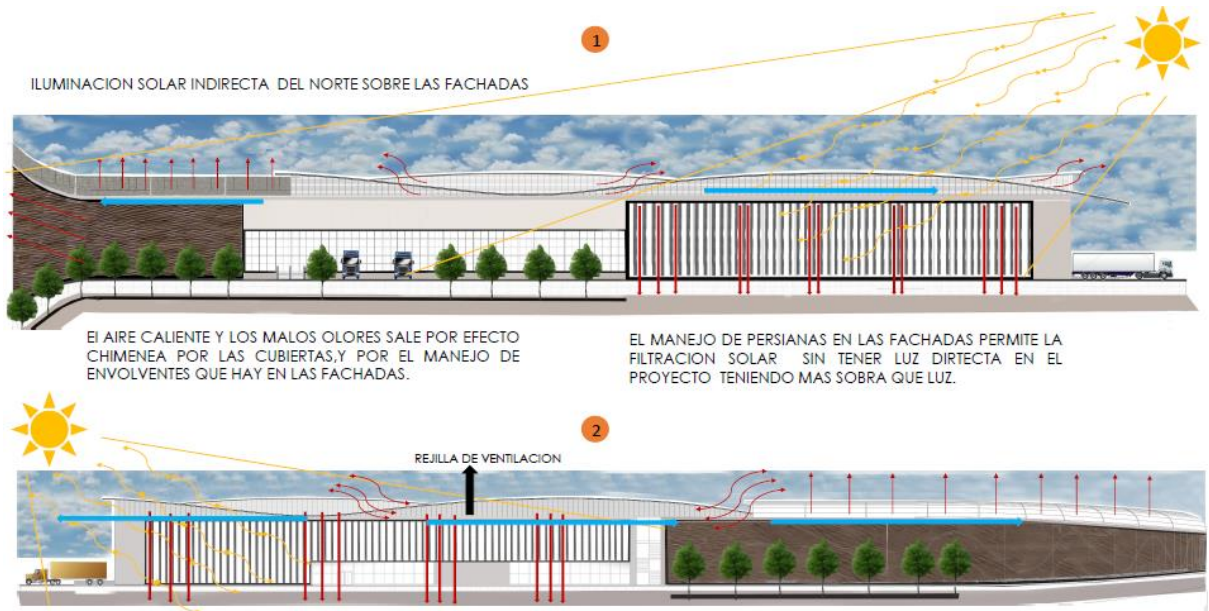 1
ILUMINACION SOLAR INDIRECTA DEL NORTE SOBRE LAS FACHADAS
El AIRE CALIENTE Y LOS MALOS OLORES SALE POR EFECTO
CHIMENEA POR LAS CUBIERTAS,Y POR EL MANEJO DE
ENVOLVENTES QUE HAY EN LAS FACHADAS.
EL MANEJO DE PERSIANAS EN LAS FACHADAS PERMITE LA
FILTRACION SOLAR SIN TENER LUZ DIRTECTA EN EL
PROYECTO TENIENDO MAS SOBRA QUE LUZ.
2
REJILLA DE VENTILACION